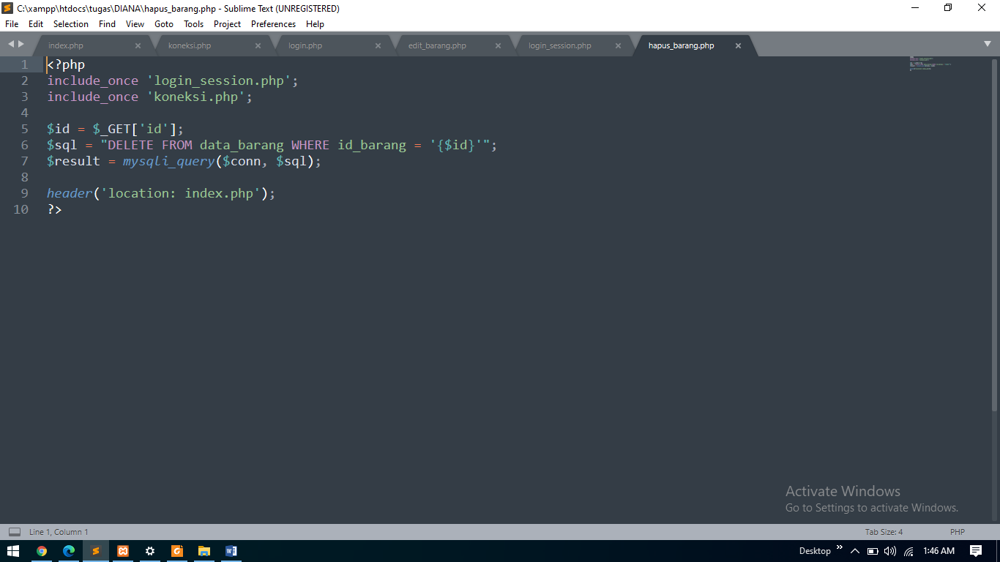 C:\xampp\htdocs\tugas\DIANA\hapus_barang.php - Sublime Text (UNREGISTERED)
File Edit Selection Find View Goto Tools Project Preferences Help
index.php koneksi.php login.php edit_barang.php login_session.php hapus_barang.php
1 <?php
2 include_once 'login_session.php';
3 include_once 'koneksi.php';
4
5 $id = $_GET['id'];
6 $sql = "DELETE FROM data_barang WHERE id_barang = '{$id}'";
7 $result = mysqli_query($conn, $sql);
8
9 header('location: index.php');
10 ?>
Activate Windows
Go to Settings to activate Windows.
Line 1, Column 1 Tab Size: 4 PHP
Desktop 1:46 AM